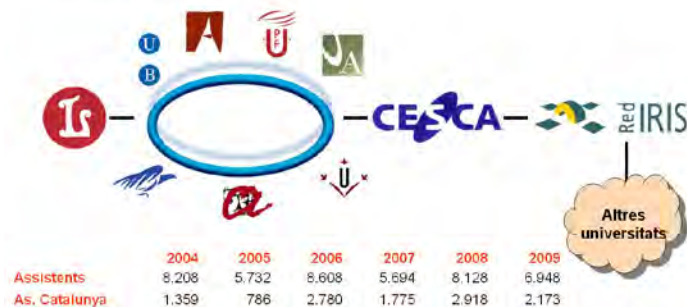 U
B
A
U
PF
UA
Is
CESCA
Red IRIS
U
Altres
universitats
2004 2005 2006 2007 2008 2009
Assistents 8.208 5.732 8.608 5.694 8.128 6.948
As. Catalunya 1.359 786 2.780 1.775 2.918 2.173